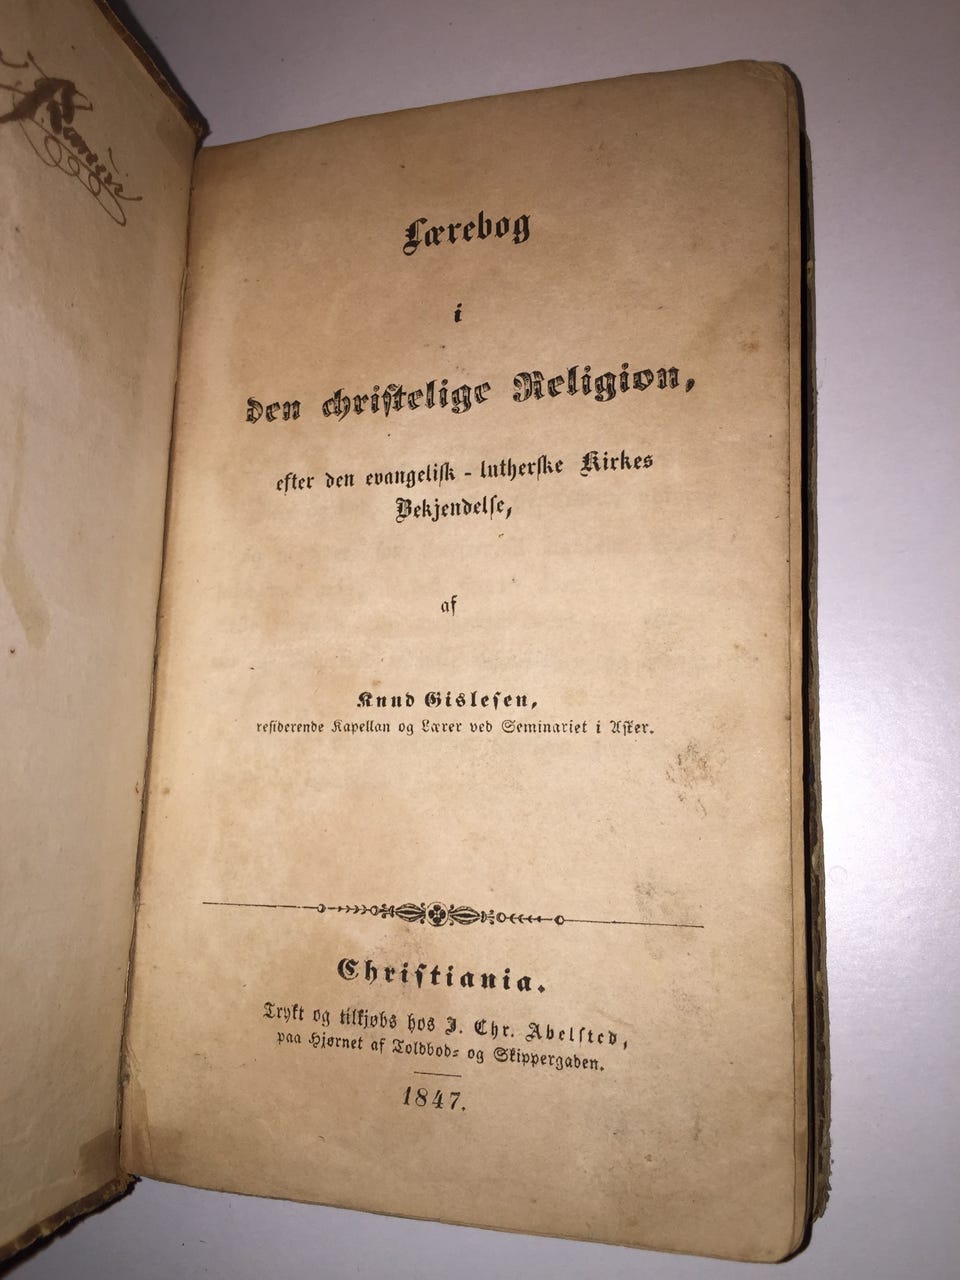 Lærebog
i
den christelige Religion,
efter den evangelisk - lutherske Kirkes
Bekjendelse,
af
Knud Gislesen,
residerende Kapellan og Lærer ved Seminariet i Asker.
Christiania.
Trykt og tilkjøbs hos J. Chr. Abelsted,
paa Hjørnet af Toldbod- og Skippergaden.
1847.